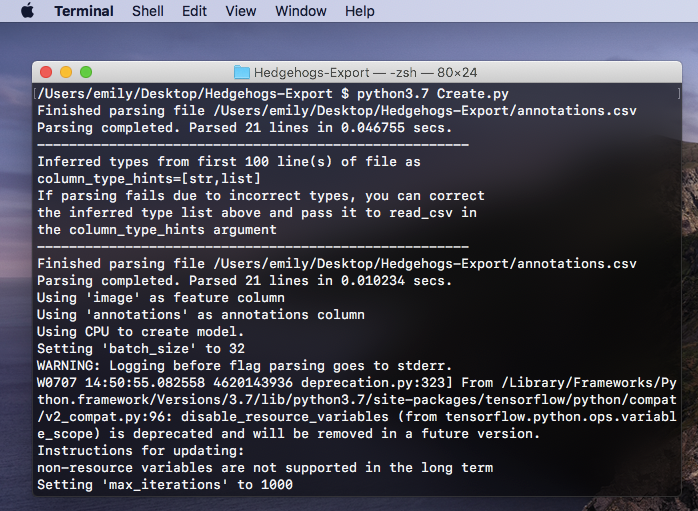 Terminal Shell Edit View Window Help
Hedgehogs-Export — -zsh — 80×24
[/Users/emily/Desktop/Hedgehogs-Export $ python3.7 Create.py ]
Finished parsing file /Users/emily/Desktop/Hedgehogs-Export/annotations.csv
Parsing completed. Parsed 21 lines in 0.046755 secs.
------------------------------------------------------
Inferred types from first 100 line(s) of file as
column_type_hints=[str,list]
If parsing fails due to incorrect types, you can correct
the inferred type list above and pass it to read_csv in
the column_type_hints argument
------------------------------------------------------
Finished parsing file /Users/emily/Desktop/Hedgehogs-Export/annotations.csv
Parsing completed. Parsed 21 lines in 0.010234 secs.
Using 'image' as feature column
Using 'annotations' as annotations column
Using CPU to create model.
Setting 'batch_size' to 32
WARNING: Logging before flag parsing goes to stderr.
W0707 14:50:55.082558 4620143936 deprecation.py:323] From /Library/Frameworks/Py
thon.framework/Versions/3.7/lib/python3.7/site-packages/tensorflow/python/compat
/v2_compat.py:96: disable_resource_variables (from tensorflow.python.ops.variabl
e_scope) is deprecated and will be removed in a future version.
Instructions for updating:
non-resource variables are not supported in the long term
Setting 'max_iterations' to 1000